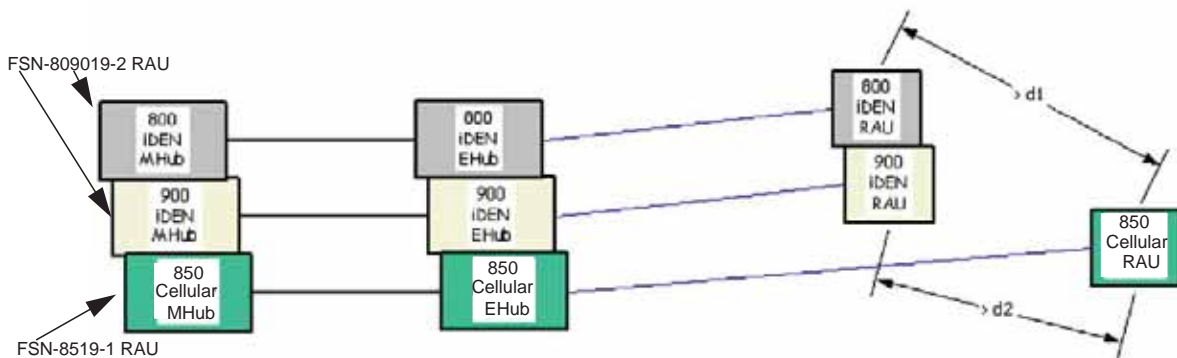 FSN-809019-2 RAU
800
iDEN
MHub
900
iDEN
MHub
850
Cellular
MHub
FSN-8519-1 RAU
000
iDEN
EHub
900
iDEN
EHub
850
Cellular
EHub
800
iDEN
RAU
900
iDEN
RAU
> d1
850
Cellular
RAU
> d2